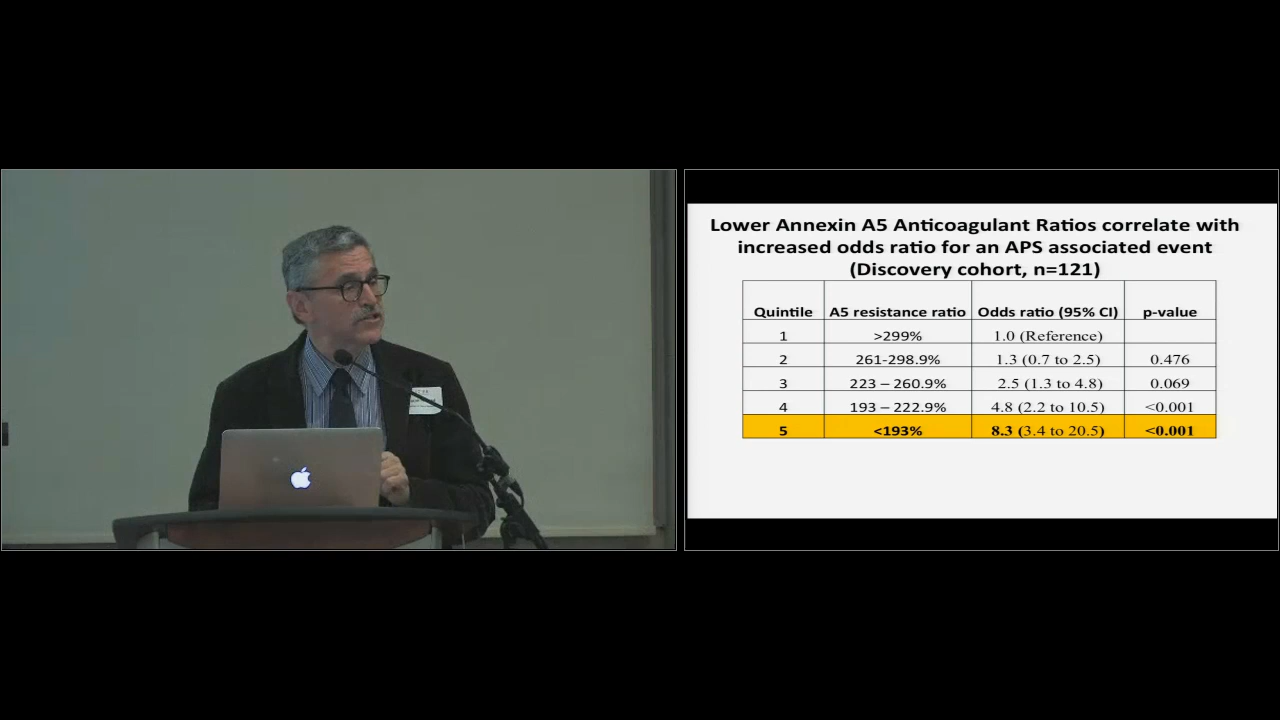 Lower Annexin A5 Anticoagulant Ratios correlate with
increased odds ratio for an APS associated event
(Discovery cohort, n=121)
Quintile A5 resistance ratio Odds ratio (95% CI) p-value
1 >299% 1.0 (Reference)
2 261-298.9% 1.3 (0.7 to 2.5) 0.476
3 223 – 260.9% 2.5 (1.3 to 4.8) 0.069
4 193 – 222.9% 4.8 (2.2 to 10.5) <0.001
5 <193% 8.3 (3.4 to 20.5) <0.001